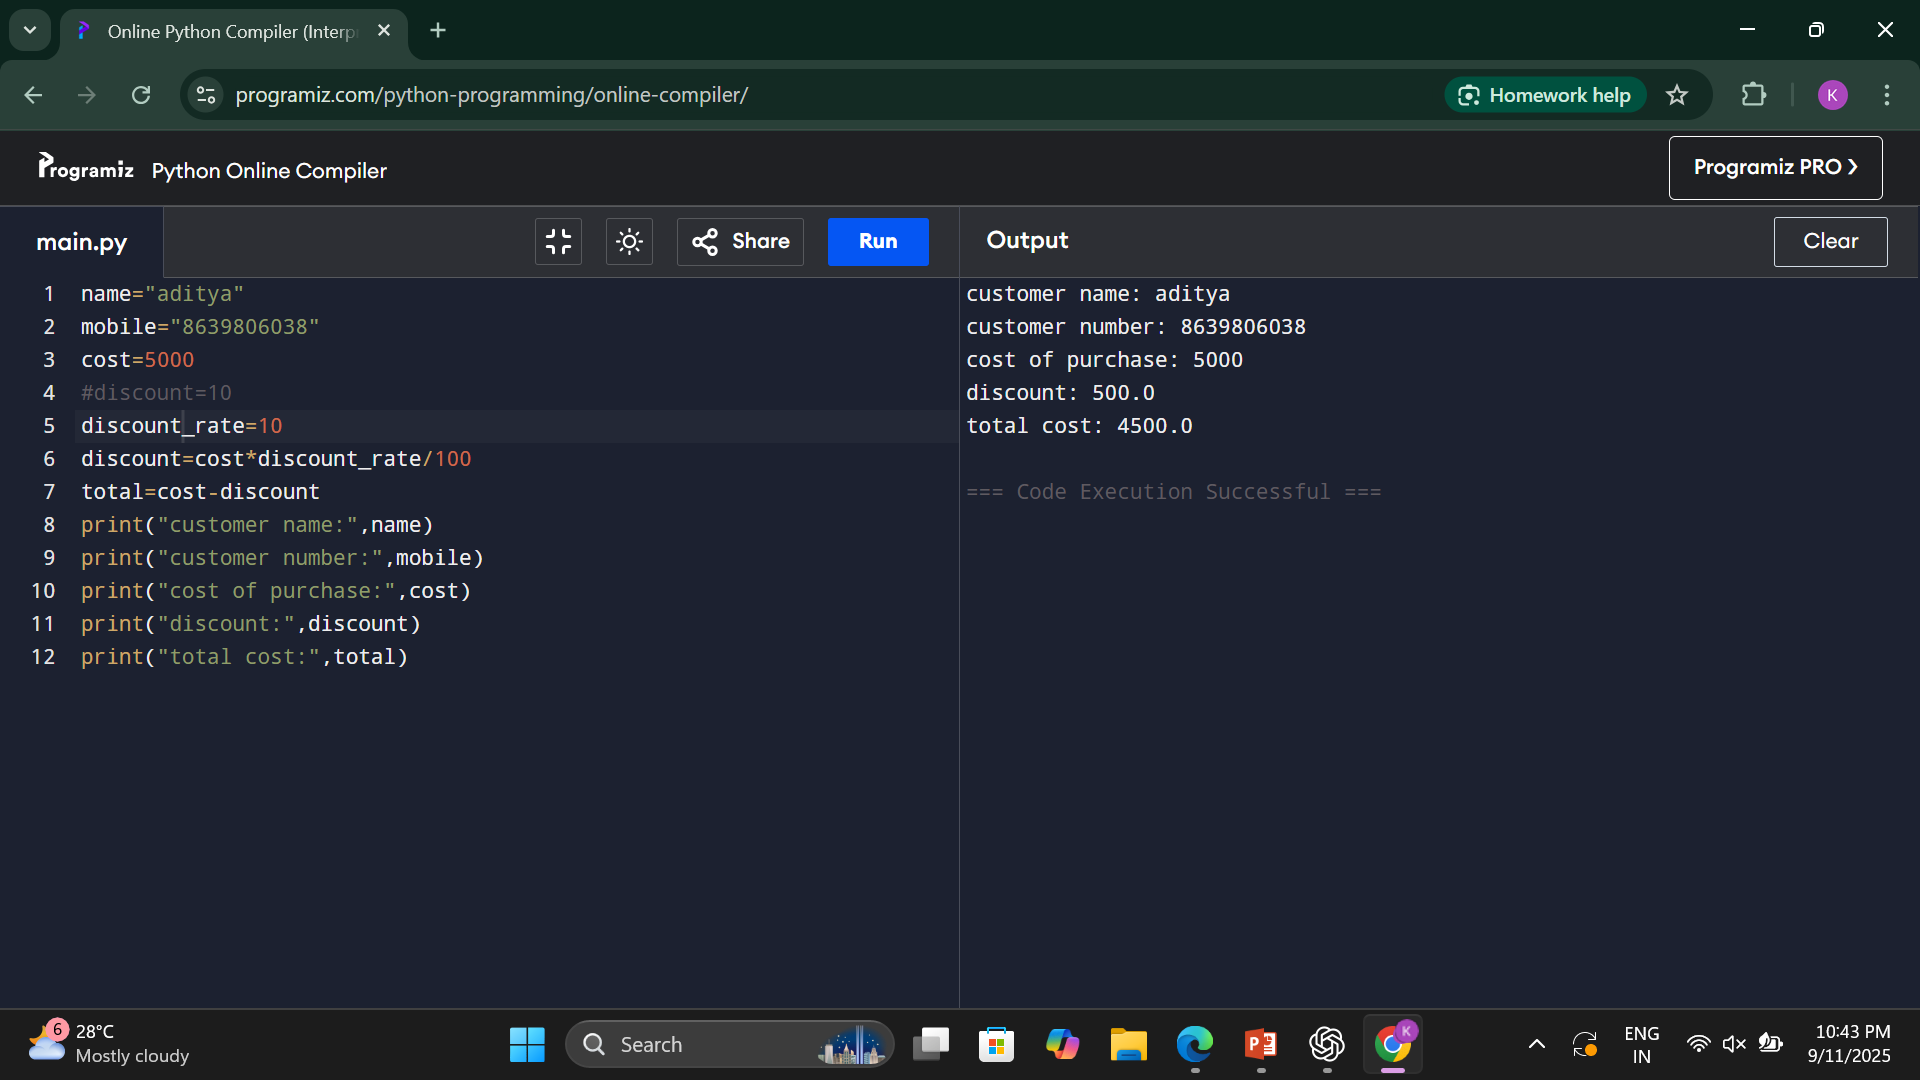 Online Python Compiler (Interp
programiz.com/python-programming/online-compiler/
Homework help
K
Programiz
Python Online Compiler
Programiz PRO
main.py
Share
Run
Output
Clear
1 name="aditya"
2 mobile="8639806038"
3 cost=5000
4 #discount=10
5 discount_rate=10
6 discount=cost*discount_rate/100
7 total=cost-discount
8 print("customer name:",name)
9 print("customer number:",mobile)
10 print("cost of purchase:",cost)
11 print("discount:",discount)
12 print("total cost:",total)
customer name: aditya
customer number: 8639806038
cost of purchase: 5000
discount: 500.0
total cost: 4500.0
=== Code Execution Successful ===
6
28°C
Mostly cloudy
Search
K
ENG
IN
10:43 PM
9/11/2025